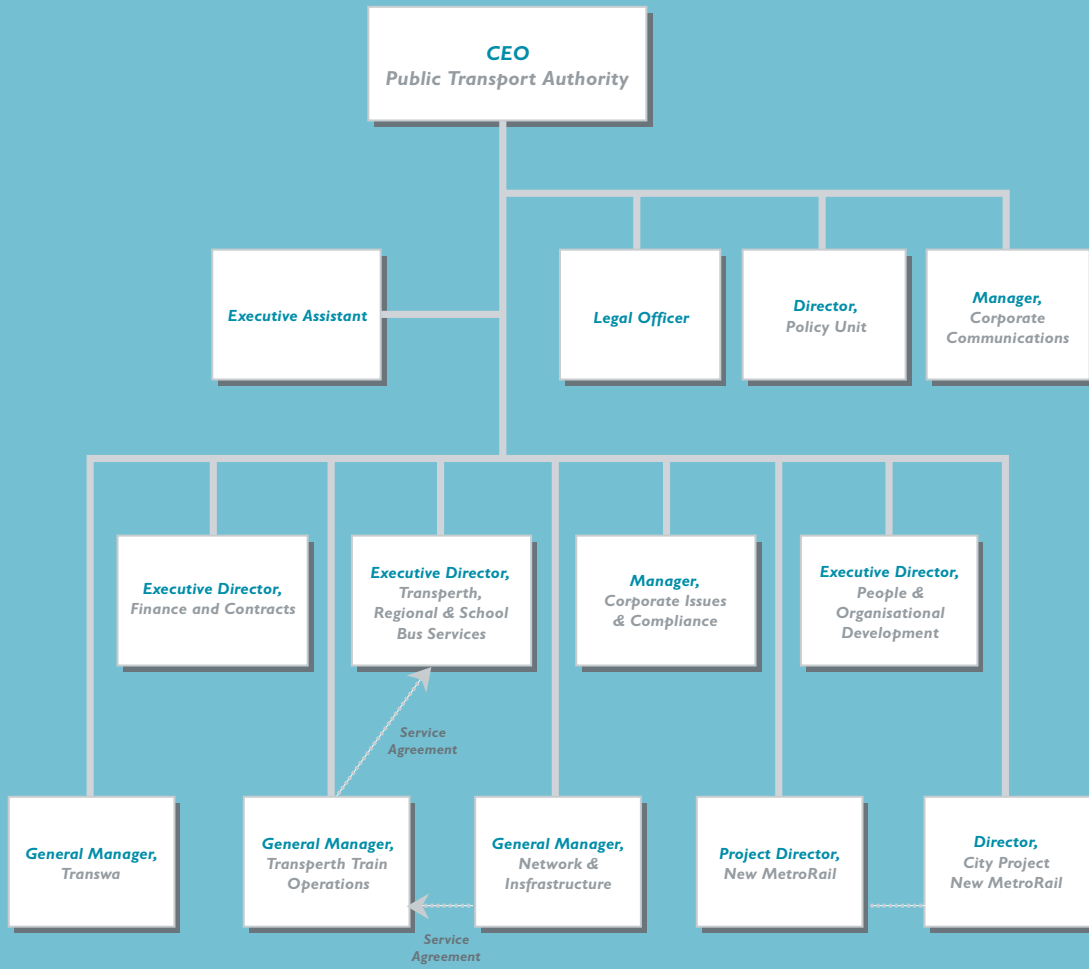 CEO
Public Transport Authority
Executive Assistant
Legal Officer
Director,
Policy Unit
Manager,
Corporate
Communications
Executive Director,
Finance and Contracts
Executive Director,
Transperth,
Regional & School
Bus Services
Manager,
Corporate Issues
& Compliance
Executive Director,
People &
Organisational
Development
Service
Agreement
General Manager,
Transwa
General Manager,
Transperth Train
Operations
General Manager,
Network &
Insfrastructure
Project Director,
New MetroRail
Director,
City Project
New MetroRail
Service
Agreement